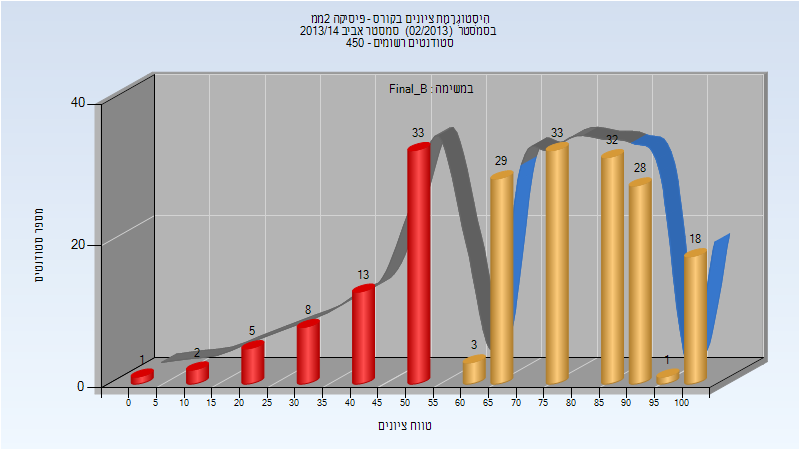 היסטוגרמת ציונים בקורס - פיסיקה 2ממ
בסמסטר (02/2013) סמסטר אביב 2013/14
סטודנטים רשומים - 450
במשימה : Final_B
40
20
0
מספר סטודנטים
1
2
5
8
13
33
3
29
33
32
28
1
18
0 5 10 15 20 25 30 35 40 45 50 55 60 65 70 75 80 85 90 95 100
טווח ציונים